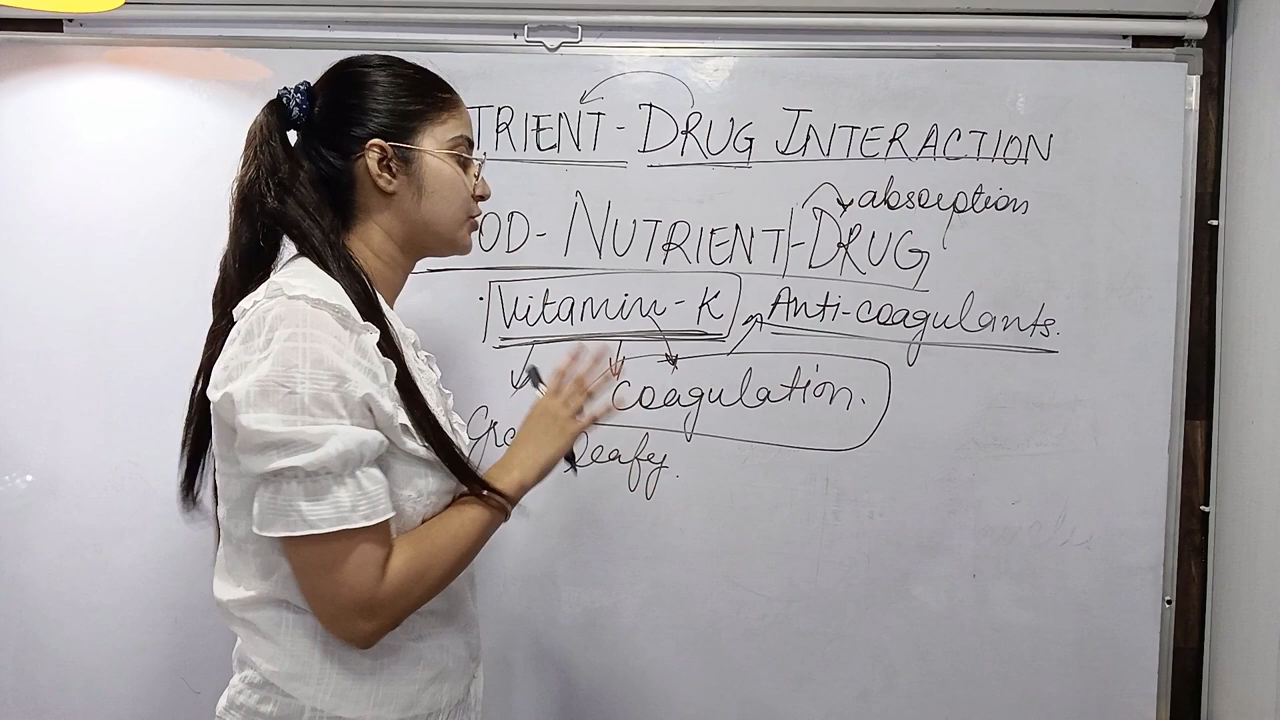 TRIENT - DRUG INTERACTION
absorption
OD - NUTRIENT - DRUG
Vitamin - K Anti-coagulants.
coagulation.
leafy.